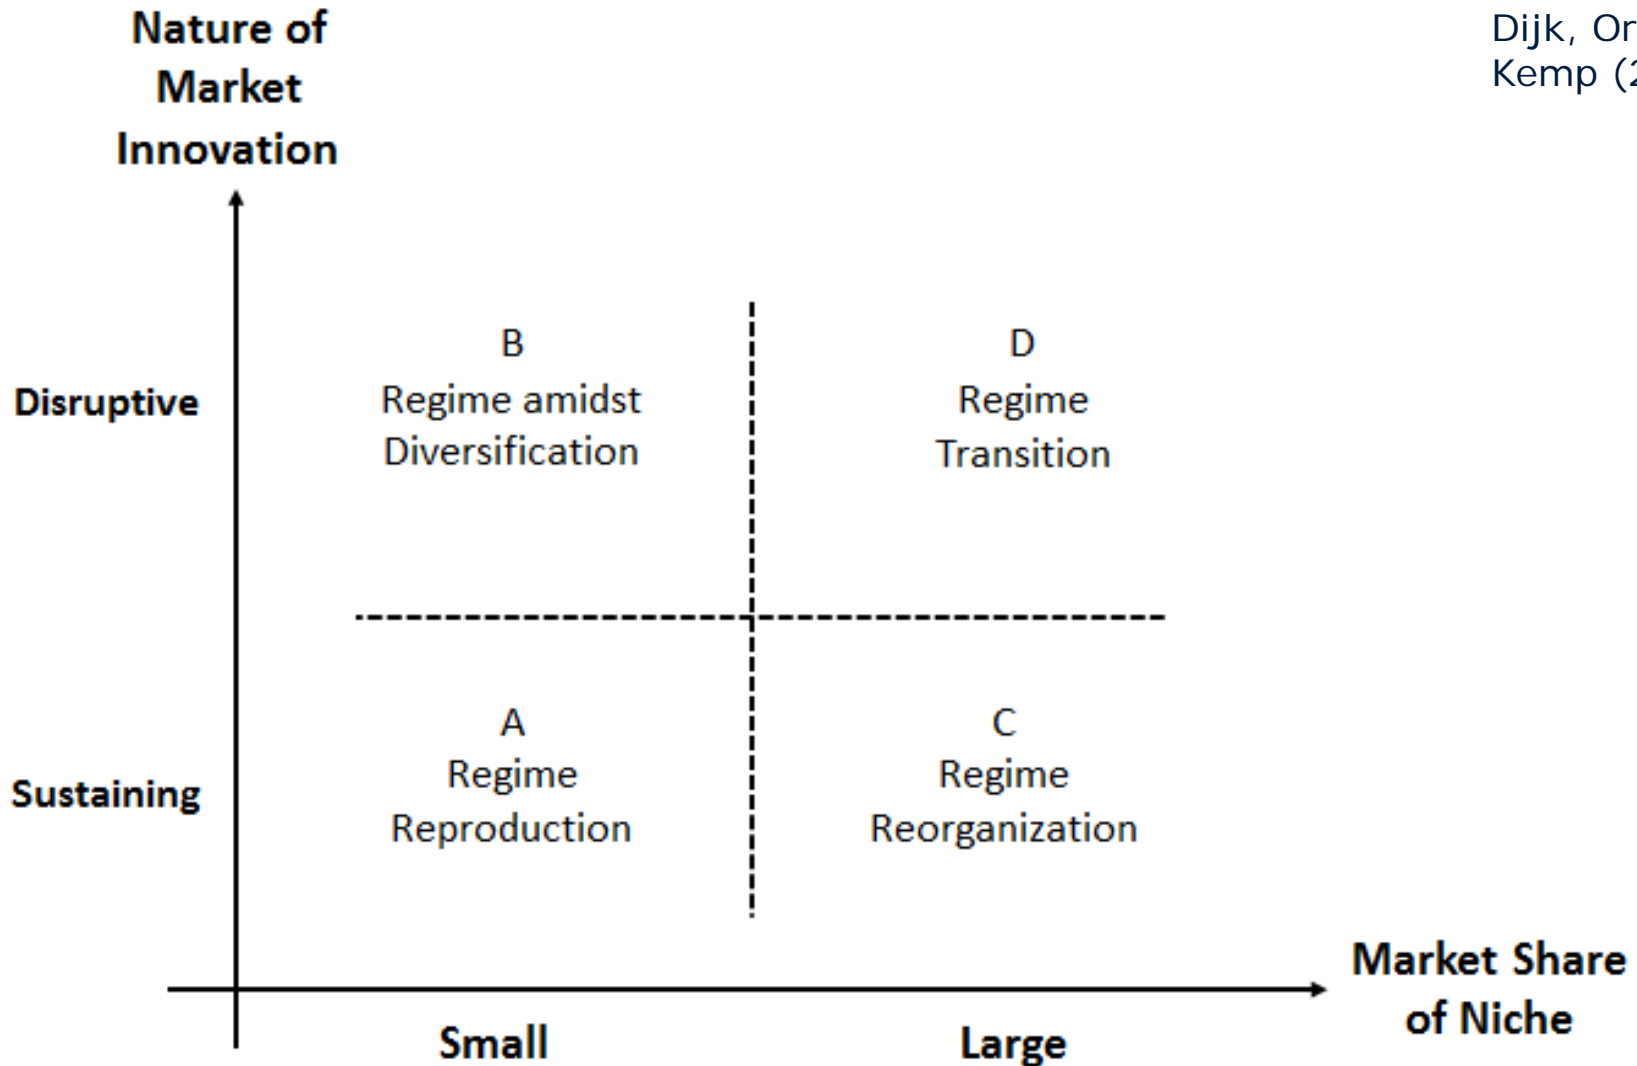 Nature of
Market
Innovation
Dijk, Or
Kemp (2
B
Regime amidst
Diversification
D
Regime
Transition
Disruptive
A
Regime
Reproduction
C
Regime
Reorganization
Sustaining
Market Share
of Niche
Small
Large